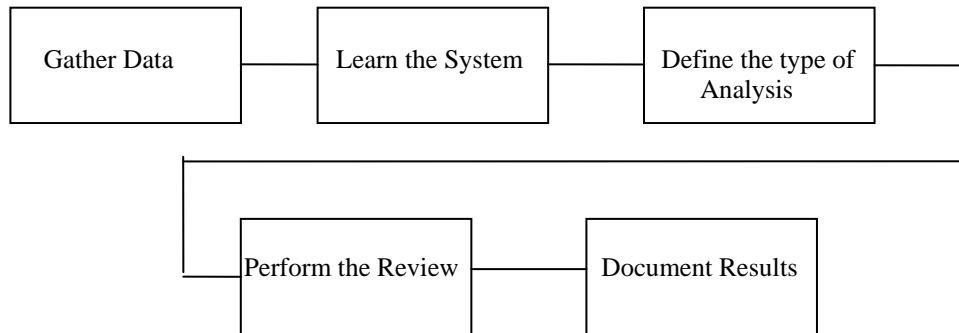 Gather Data
Learn the System
Define the type of
Analysis
Perform the Review
Document Results